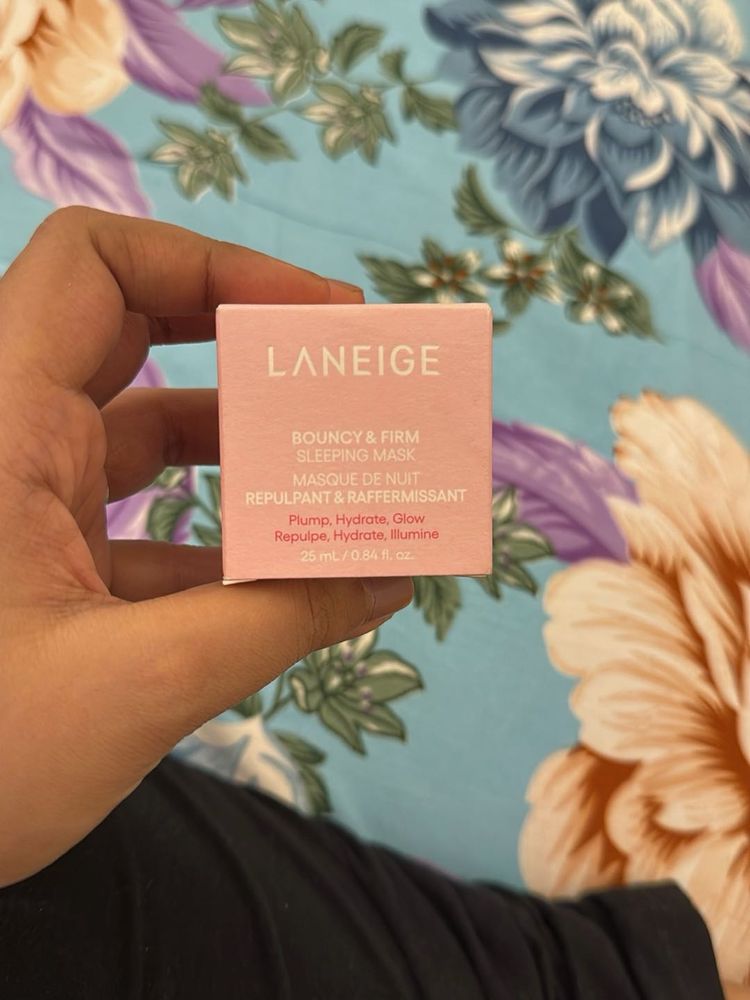 LANEIGE
BOUNCY & FIRM
SLEEPING MASK
MASQUE DE NUIT
REPULPANT & RAFFERMISSANT
Plump, Hydrate, Glow
Repulpe, Hydrate, Illumine
25 mL / 0.84 fl. oz.